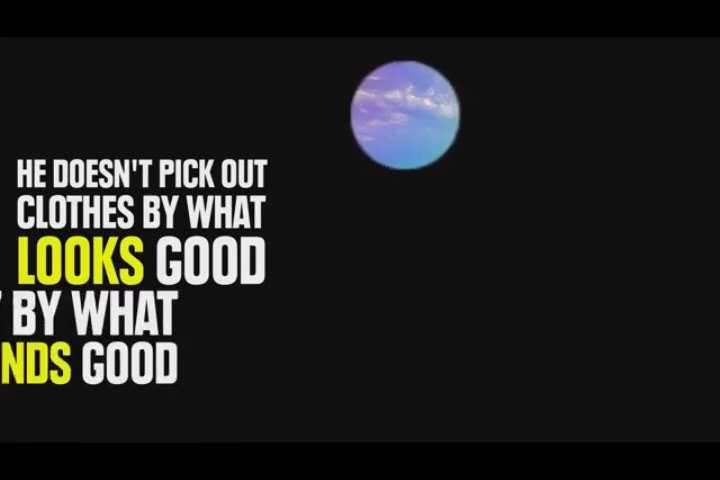 HE DOESN'T PICK OUT
CLOTHES BY WHAT
LOOKS GOOD
BY WHAT
GOOD